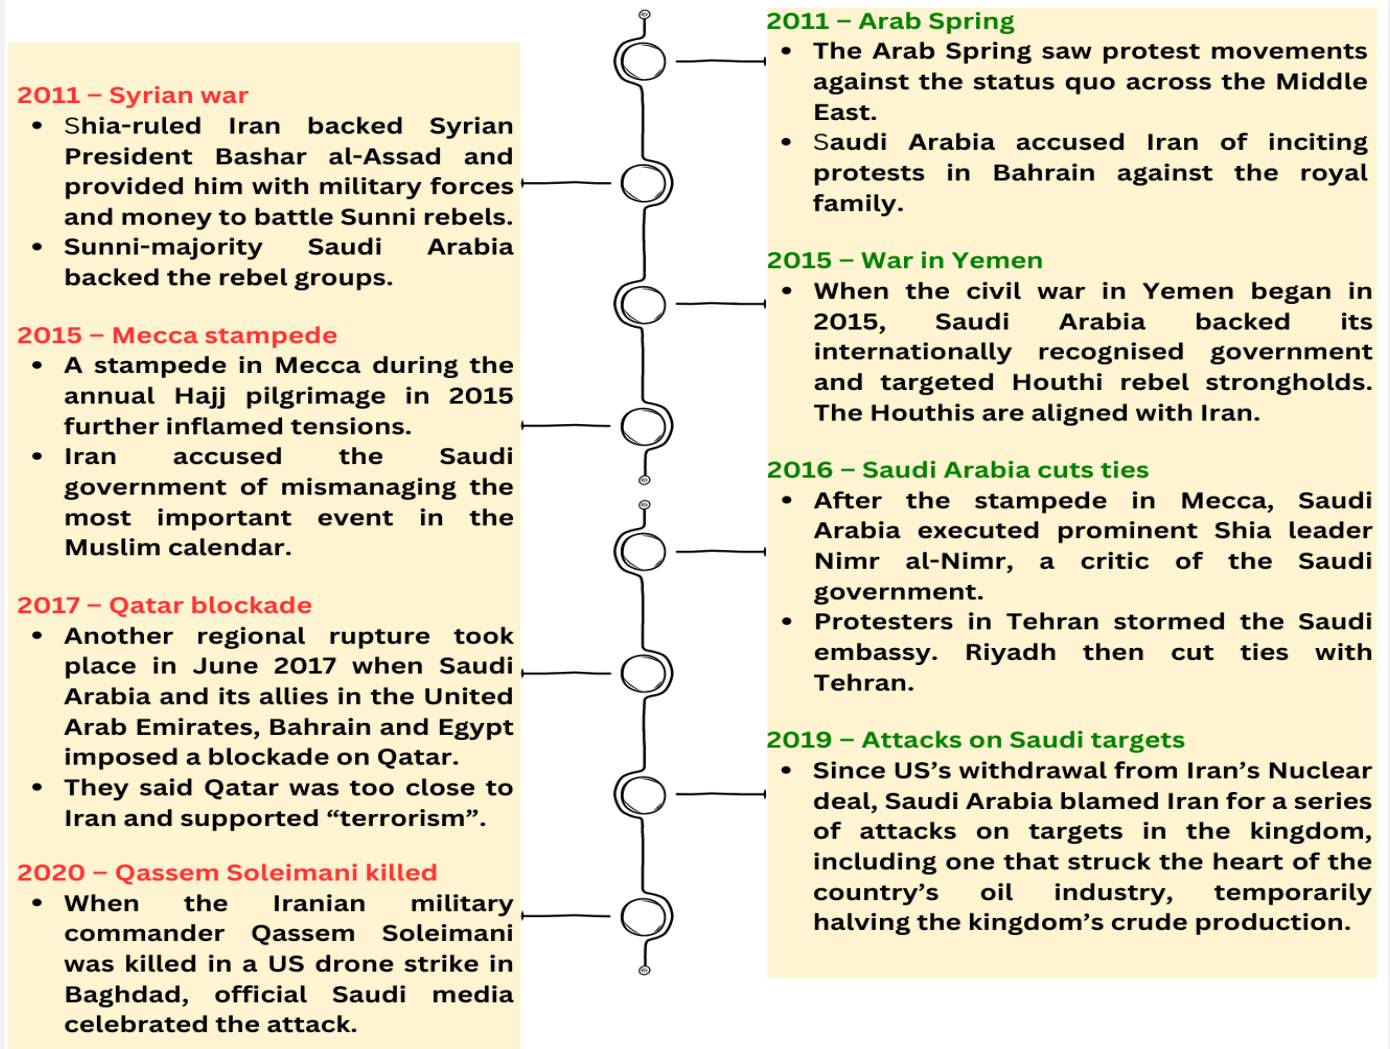 2011 – Syrian war
• Shia-ruled Iran backed Syrian
President Bashar al-Assad and
provided him with military forces
and money to battle Sunni rebels.
• Sunni-majority Saudi Arabia
backed the rebel groups.
2015 – Mecca stampede
• A stampede in Mecca during the
annual Hajj pilgrimage in 2015
further inflamed tensions.
• Iran accused the Saudi
government of mismanaging the
most important event in the
Muslim calendar.
2017 – Qatar blockade
• Another regional rupture took
place in June 2017 when Saudi
Arabia and its allies in the United
Arab Emirates, Bahrain and Egypt
imposed a blockade on Qatar.
• They said Qatar was too close to
Iran and supported “terrorism”.
2020 – Qassem Soleimani killed
• When the Iranian military
commander Qassem Soleimani
was killed in a US drone strike in
Baghdad, official Saudi media
celebrated the attack.
2011 – Arab Spring
• The Arab Spring saw protest movements
against the status quo across the Middle
East.
• Saudi Arabia accused Iran of inciting
protests in Bahrain against the royal
family.
2015 – War in Yemen
• When the civil war in Yemen began in
2015, Saudi Arabia backed its
internationally recognised government
and targeted Houthi rebel strongholds.
The Houthis are aligned with Iran.
2016 – Saudi Arabia cuts ties
• After the stampede in Mecca, Saudi
Arabia executed prominent Shia leader
Nimr al-Nimr, a critic of the Saudi
government.
• Protesters in Tehran stormed the Saudi
embassy. Riyadh then cut ties with
Tehran.
2019 – Attacks on Saudi targets
• Since US’s withdrawal from Iran’s Nuclear
deal, Saudi Arabia blamed Iran for a series
of attacks on targets in the kingdom,
including one that struck the heart of the
country’s oil industry, temporarily
halving the kingdom’s crude production.